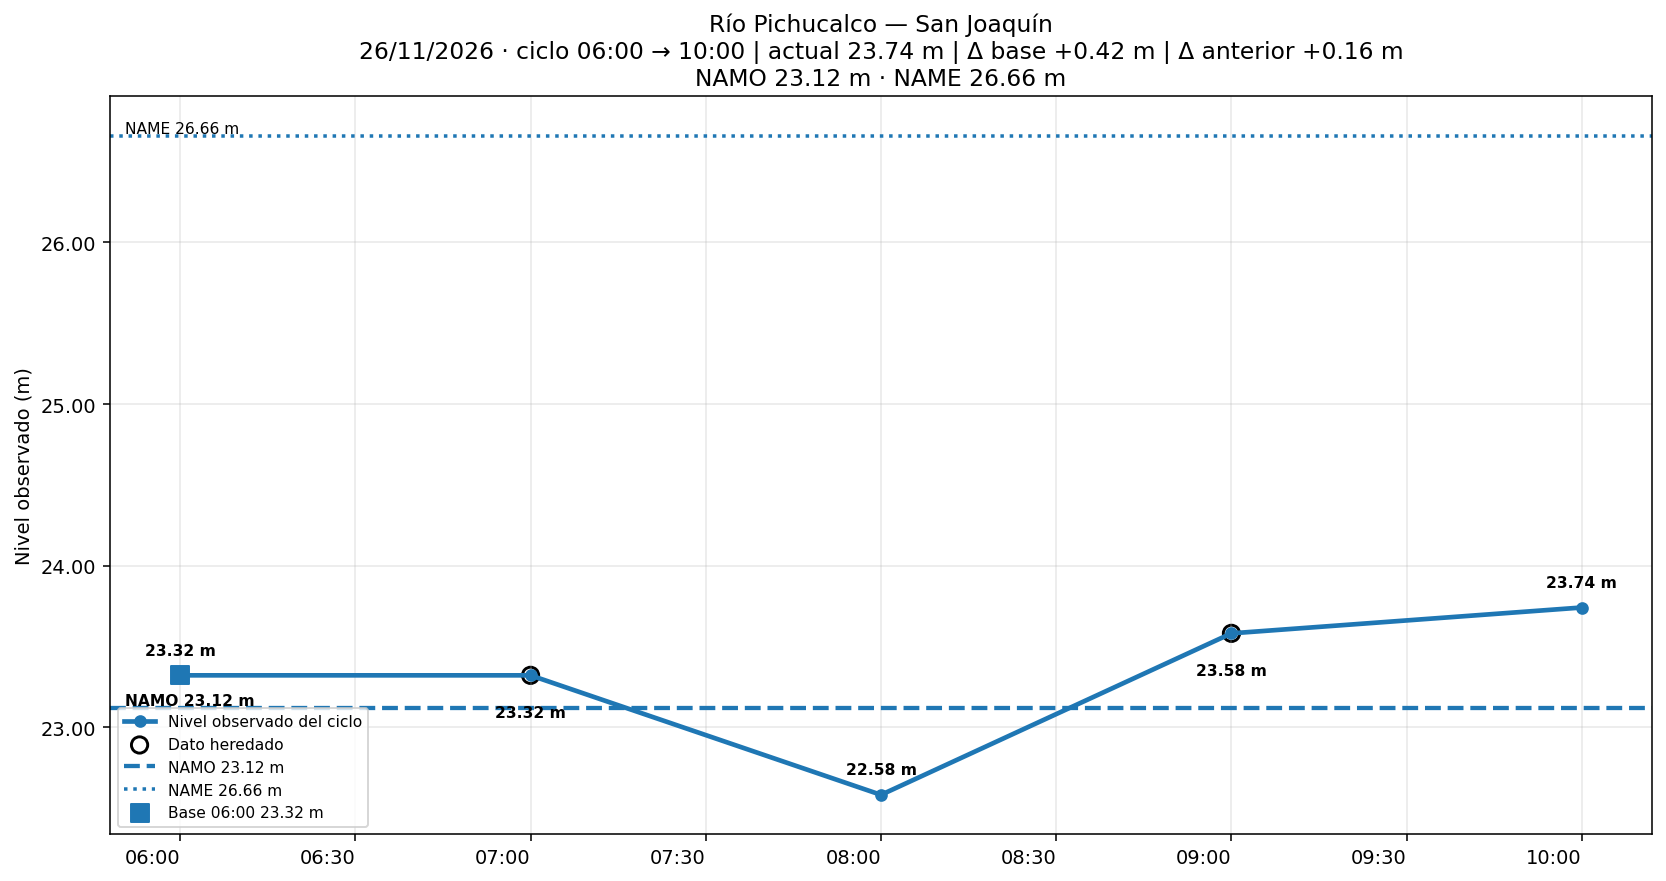 Río Pichucalco — San Joaquín
26/11/2026 · ciclo 06:00 → 10:00 | actual 23.74 m | Δ base +0.42 m | Δ anterior +0.16 m
NAMO 23.12 m · NAME 26.66 m
NAME 26.66 m
26.00
25.00
24.00
23.00
Nivel observado (m)
23.74 m
23.32 m
23.58 m
NAMO 23.12 m
23.32 m
22.58 m
Nivel observado del ciclo
Dato heredado
NAMO 23.12 m
NAME 26.66 m
Base 06:00 23.32 m
06:00 06:30 07:00 07:30 08:00 08:30 09:00 09:30 10:00